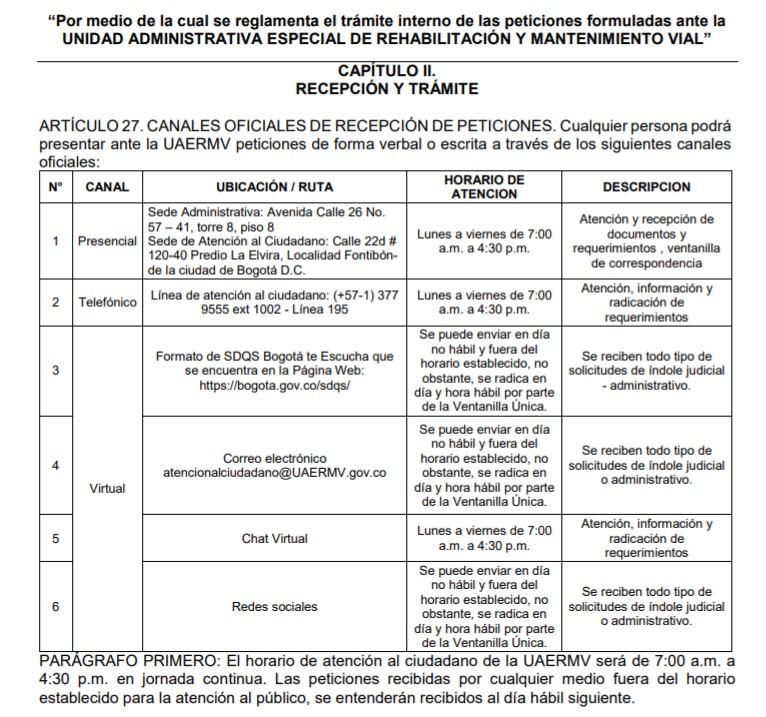 “Por medio de la cual se reglamenta el trámite interno de las peticiones formuladas ante la
UNIDAD ADMINISTRATIVA ESPECIAL DE REHABILITACIÓN Y MANTENIMIENTO VIAL”
CAPÍTULO II.
RECEPCIÓN Y TRÁMITE
ARTÍCULO 27. CANALES OFICIALES DE RECEPCIÓN DE PETICIONES. Cualquier persona podrá
presentar ante la UAERMV peticiones de forma verbal o escrita a través de los siguientes canales
oficiales:
N° CANAL UBICACIÓN / RUTA HORARIO DE
ATENCION DESCRIPCION
1 Presencial
Sede Administrativa: Avenida Calle 26 No.
57 – 41, torre 8, piso 8
Sede de Atención al Ciudadano: Calle 22d #
120-40 Predio La Elvira, Localidad Fontibón-
de la ciudad de Bogotá D.C.
Lunes a viernes de 7:00
a.m. a 4:30 p.m.
Atención y recepción de
documentos y
requerimientos , ventanilla
de correspondencia
2 Telefónico
Línea de atención al ciudadano: (+57-1) 377
9555 ext 1002 - Línea 195
Lunes a viernes de 7:00
a.m. a 4:30 p.m.
Atención, información y
radicación de
requerimientos
3
Virtual
Formato de SDQS Bogotá te Escucha que
se encuentra en la Página Web:
https://bogota.gov.co/sdqs/
Se puede enviar en día
no hábil y fuera del
horario establecido, no
obstante, se radica en
día y hora hábil por parte
de la Ventanilla Única.
Se reciben todo tipo de
solicitudes de índole judicial
- administrativo.
4
Correo electrónico
atencionalciudadano@UAERMV.gov.co
Se puede enviar en día
no hábil y fuera del
horario establecido, no
obstante, se radica en
día y hora hábil por parte
de la Ventanilla Única.
Se reciben todo tipo de
solicitudes de índole judicial
o administrativo.
5
Chat Virtual
Lunes a viernes de 7:00
a.m. a 4:30 p.m.
Atención, información y
radicación de
requerimientos
6
Redes sociales
Se puede enviar en día
no hábil y fuera del
horario establecido, no
obstante, se radica en
día y hora hábil por parte
de la Ventanilla Única.
Se reciben todo tipo de
solicitudes de índole judicial
o administrativo.
PARÁGRAFO PRIMERO: El horario de atención al ciudadano de la UAERMV será de 7:00 a.m. a
4:30 p.m. en jornada continua. Las peticiones recibidas por cualquier medio fuera del horario
establecido para la atención al público, se entenderán recibidos al día hábil siguiente.